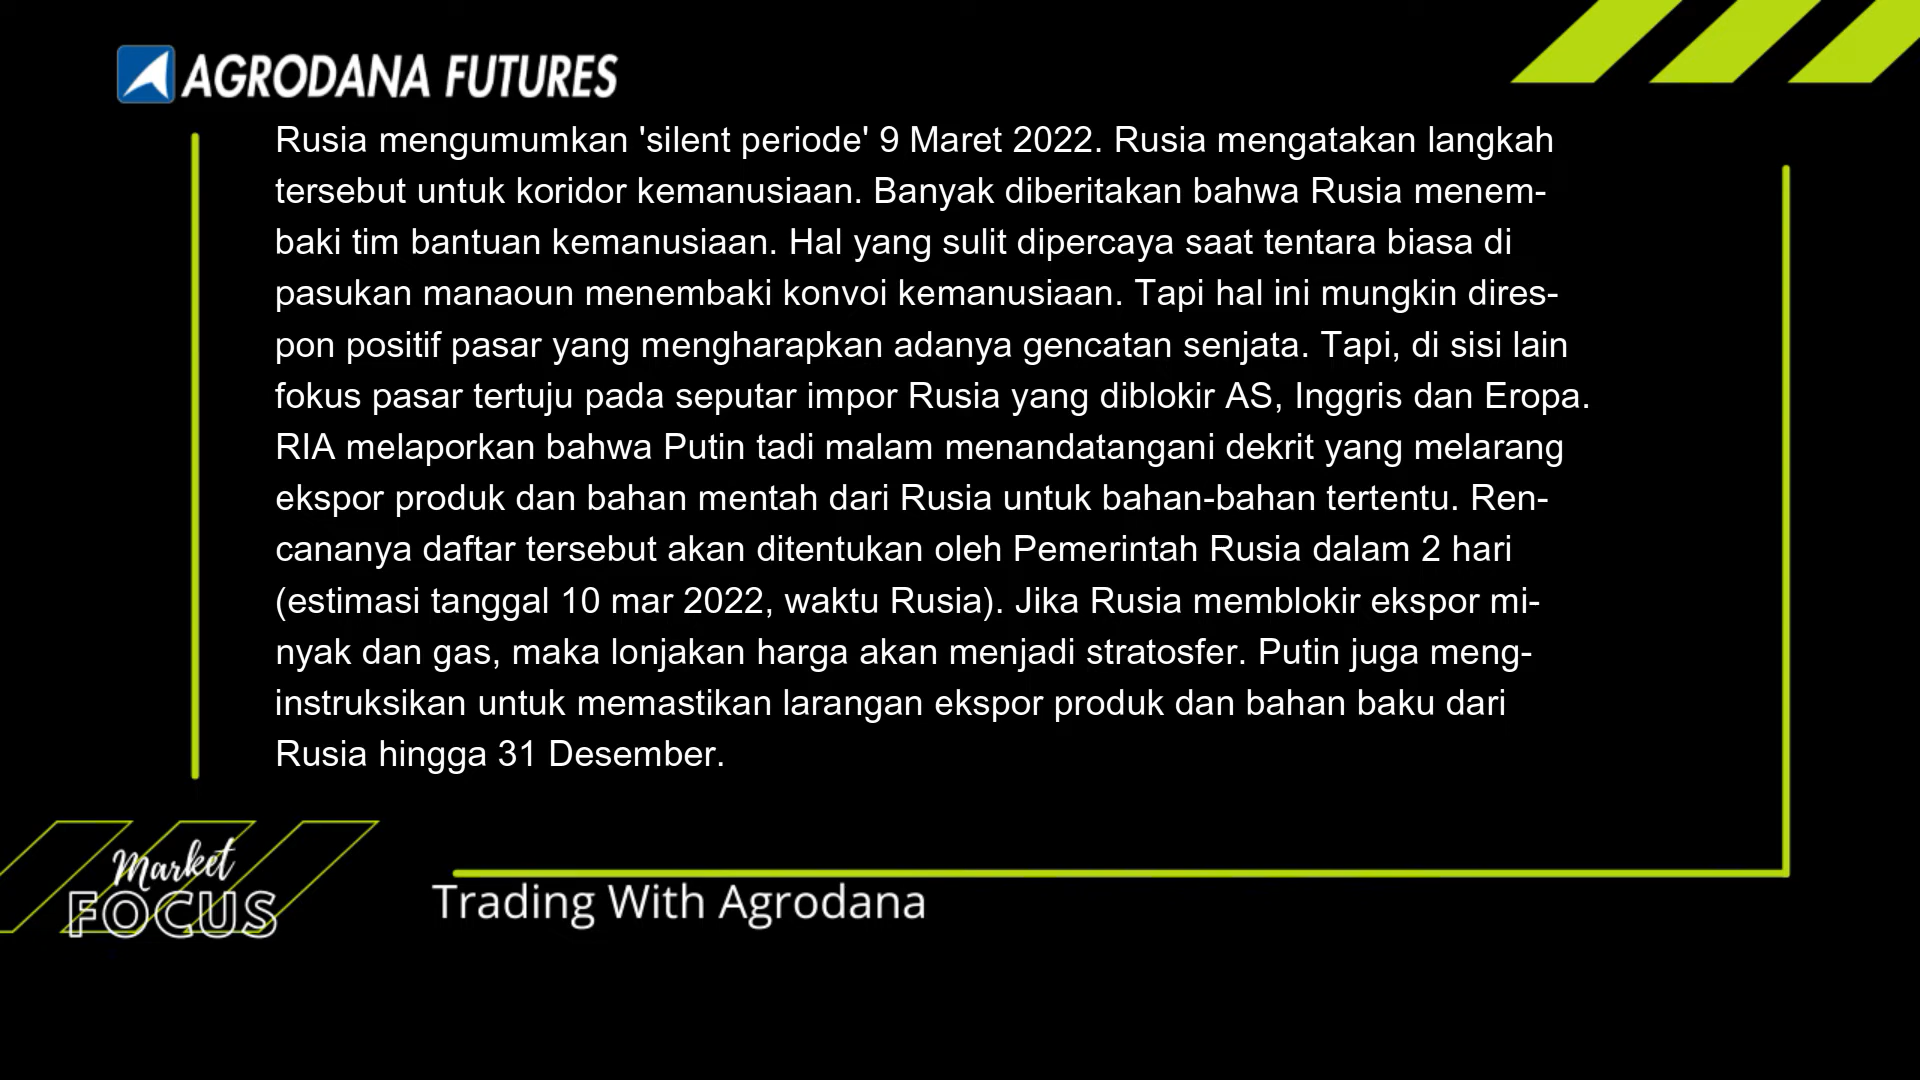 AGRODANA FUTURES
Rusia mengumumkan 'silent periode' 9 Maret 2022. Rusia mengatakan langkah
tersebut untuk koridor kemanusiaan. Banyak diberitakan bahwa Rusia menem-
baki tim bantuan kemanusiaan. Hal yang sulit dipercaya saat tentara biasa di
pasukan manaoun menembaki konvoi kemanusiaan. Tapi hal ini mungkin dires-
pon positif pasar yang mengharapkan adanya gencatan senjata. Tapi, di sisi lain
fokus pasar tertuju pada seputar impor Rusia yang diblokir AS, Inggris dan Eropa.
RIA melaporkan bahwa Putin tadi malam menandatangani dekrit yang melarang
ekspor produk dan bahan mentah dari Rusia untuk bahan-bahan tertentu. Ren-
cananya daftar tersebut akan ditentukan oleh Pemerintah Rusia dalam 2 hari
(estimasi tanggal 10 mar 2022, waktu Rusia). Jika Rusia memblokir ekspor mi-
nyak dan gas, maka lonjakan harga akan menjadi stratosfer. Putin juga meng-
instruksikan untuk memastikan larangan ekspor produk dan bahan baku dari
Rusia hingga 31 Desember.
Market
FOCUS
Trading With Agrodana